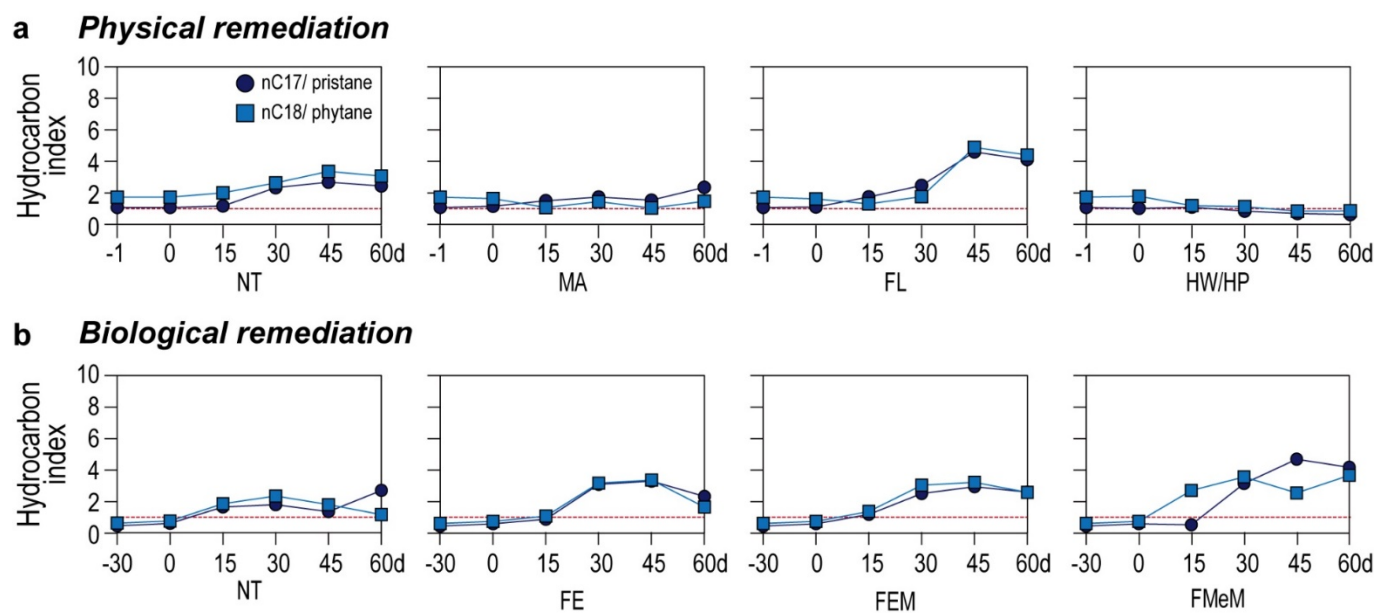 a Physical remediation
Hydrocarbon
index
10
8
6
4
2
0
nC17/ pristane
nC18/ phytane
-1 0 15 30 45 60d
NT
-1 0 15 30 45 60d
MA
-1 0 15 30 45 60d
FL
-1 0 15 30 45 60d
HW/HP
b Biological remediation
Hydrocarbon
index
10
8
6
4
2
0
-30 0 15 30 45 60d
NT
-30 0 15 30 45 60d
FE
-30 0 15 30 45 60d
FEM
-30 0 15 30 45 60d
FMeM